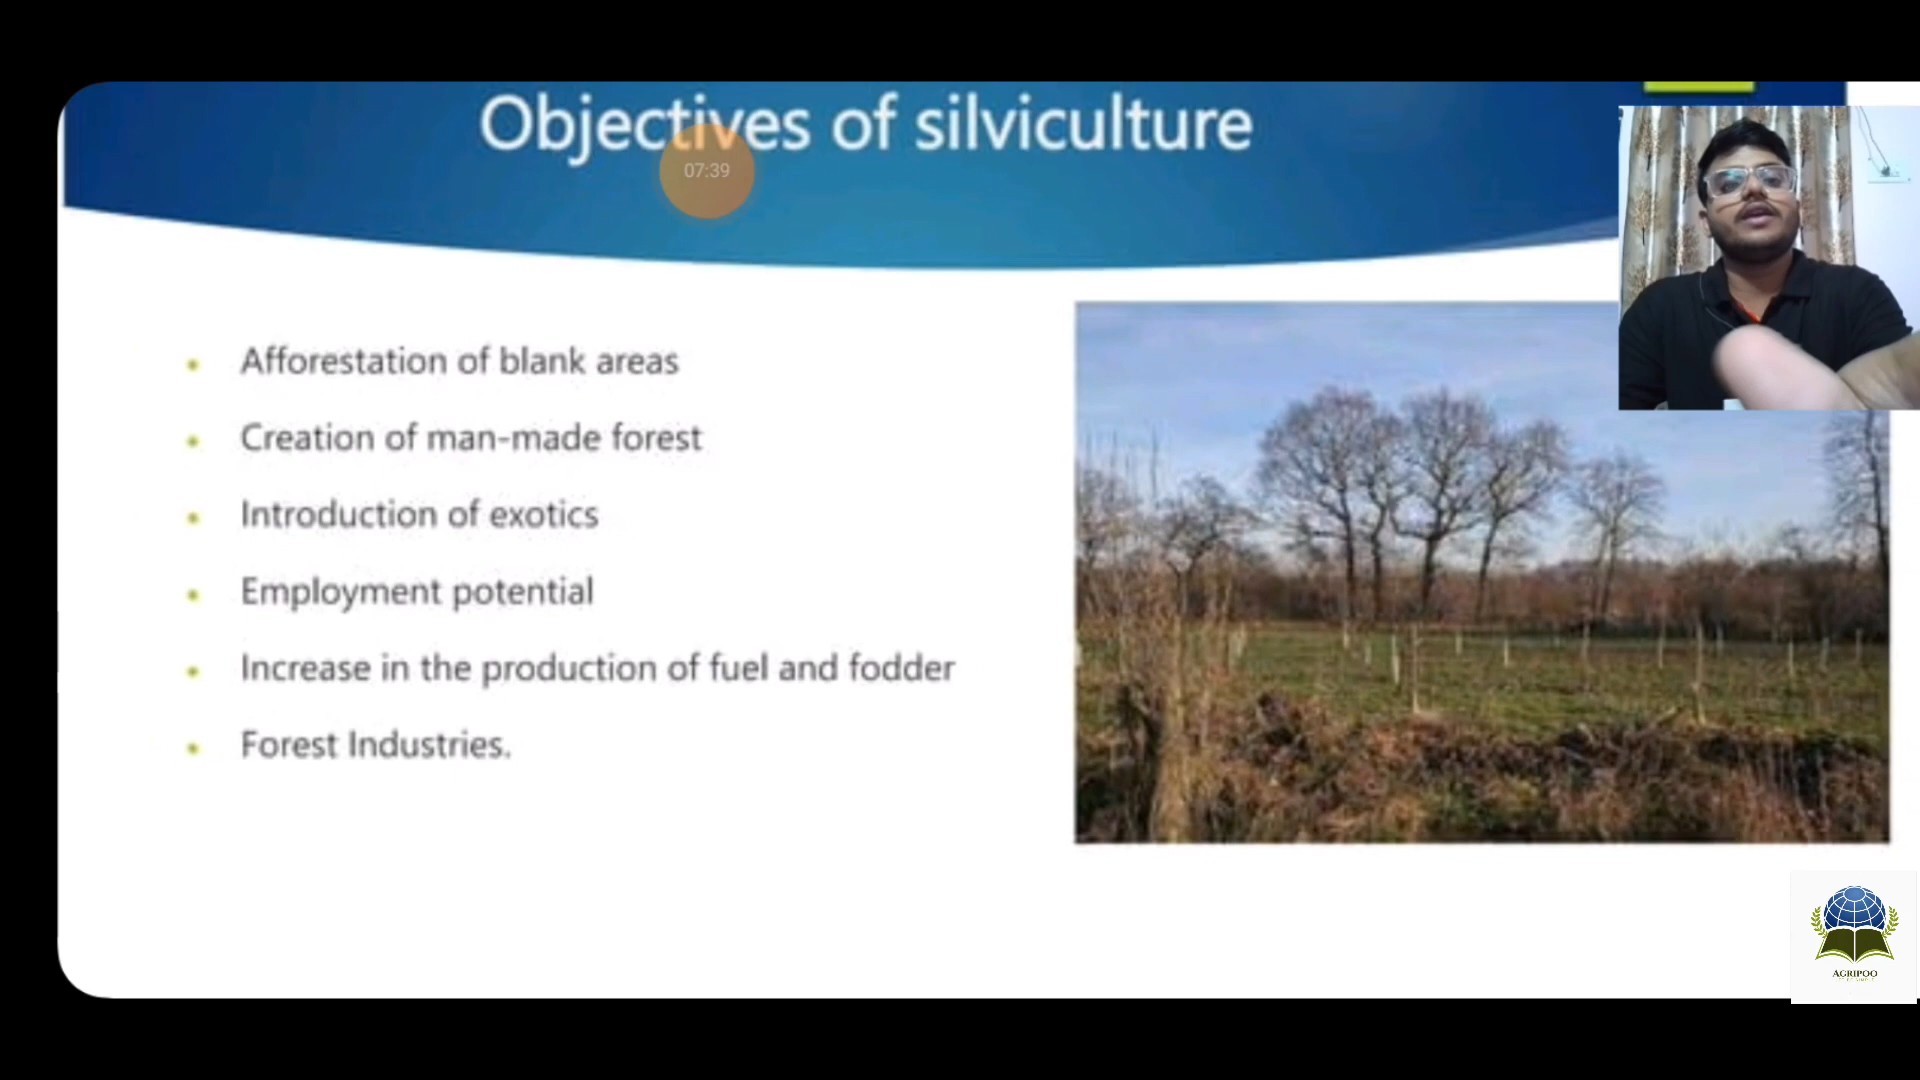 Objectives of silviculture
07:39
Afforestation of blank areas
Creation of man-made forest
Introduction of exotics
Employment potential
Increase in the production of fuel and fodder
Forest Industries.
AGRIPOO